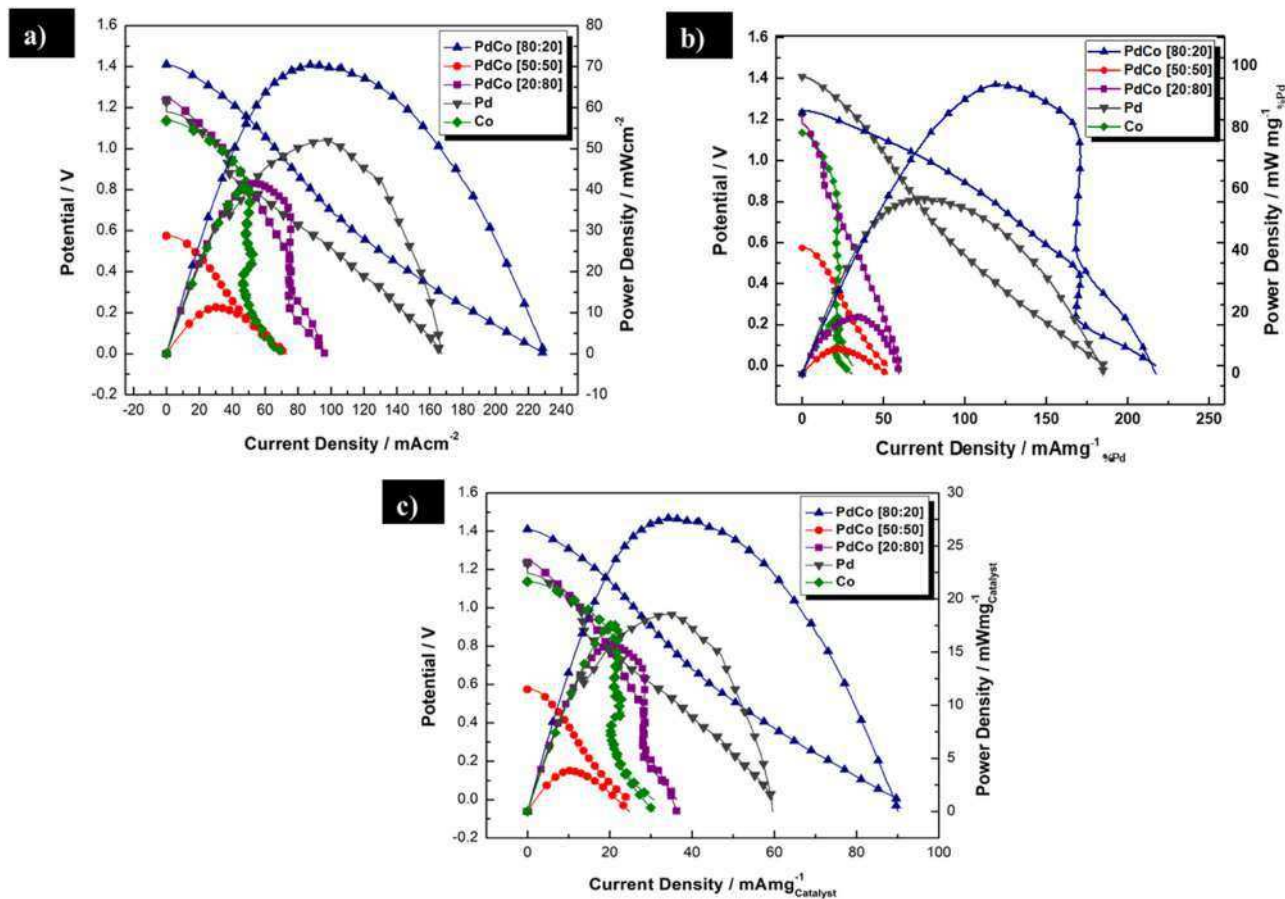 a)
1.6
1.4
1.2
1.0
0.8
0.6
0.4
0.2
0.0
-0.2
Potential / V
80
70
60
50
40
30
20
10
0
-10
Power Density / mWcm-2
PdCo [80:20]
PdCo [50:50]
PdCo [20:80]
Pd
Co
-20 0 20 40 60 80 100 120 140 160 180 200 220 240
Current Density / mAcm-2
b)
1.6
1.4
1.2
1.0
0.8
0.6
0.4
0.2
0.0
Potential / V
100
80
60
40
20
0
Power Density / mW mg-1 %Pd
PdCo [80:20]
PdCo [50:50]
PdCo [20:80]
Pd
Co
0 50 100 150 200 250
Current Density / mAmg-1 %Pd
c)
1.6
1.4
1.2
1.0
0.8
0.6
0.4
0.2
0.0
-0.2
Potential / V
30
25
20
15
10
5
0
Power Density / mWmg-1 Catalyst
PdCo [80:20]
PdCo [50:50]
PdCo [20:80]
Pd
Co
0 20 40 60 80 100
Current Density / mAmg-1 Catalyst